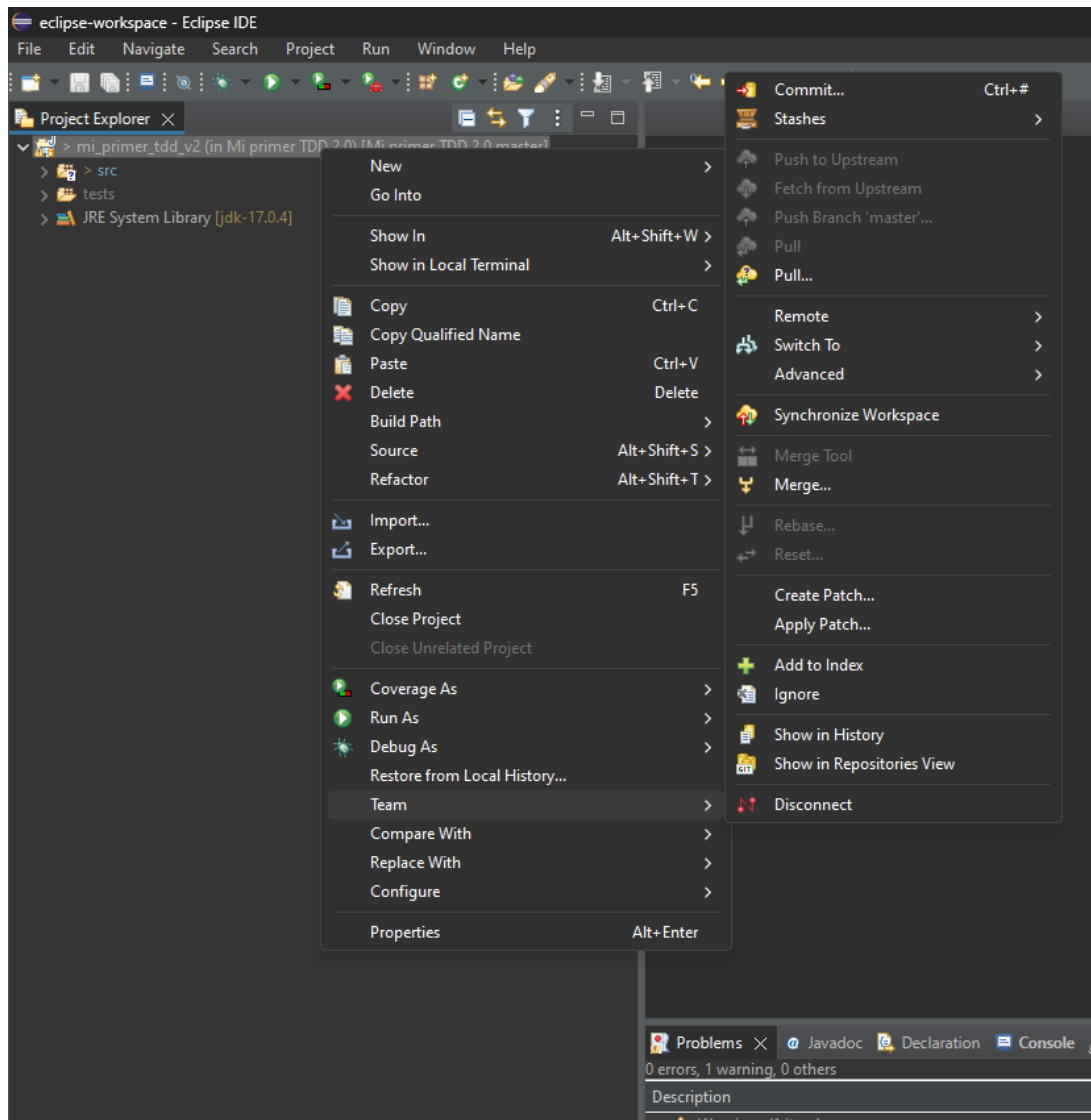 eclipse-workspace - Eclipse IDE
File Edit Navigate Search Project Run Window Help
Project Explorer
> mi_primer_tdd_v2 (in Mi primer TDD 2.0) [Mi primer TDD 2.0 master]
> src
tests
JRE System Library [jdk-17.0.4]
New
Go Into
Show In Alt+Shift+W >
Show in Local Terminal
Copy Ctrl+C
Copy Qualified Name
Paste Ctrl+V
Delete Delete
Build Path
Source Alt+Shift+S >
Refactor Alt+Shift+T >
Import...
Export...
Refresh F5
Close Project
Close Unrelated Project
Coverage As
Run As
Debug As
Restore from Local History...
Team
Compare With
Replace With
Configure
Properties Alt+Enter
Commit... Ctrl+#
Stashes
Push to Upstream
Fetch from Upstream
Push Branch 'master'...
Pull
Pull...
Remote
Switch To
Advanced
Synchronize Workspace
Merge Tool
Merge...
Rebase...
Reset...
Create Patch...
Apply Patch...
Add to Index
Ignore
Show in History
GIT Show in Repositories View
Disconnect
Problems @ Javadoc Declaration Console
0 errors, 1 warning, 0 others
Description